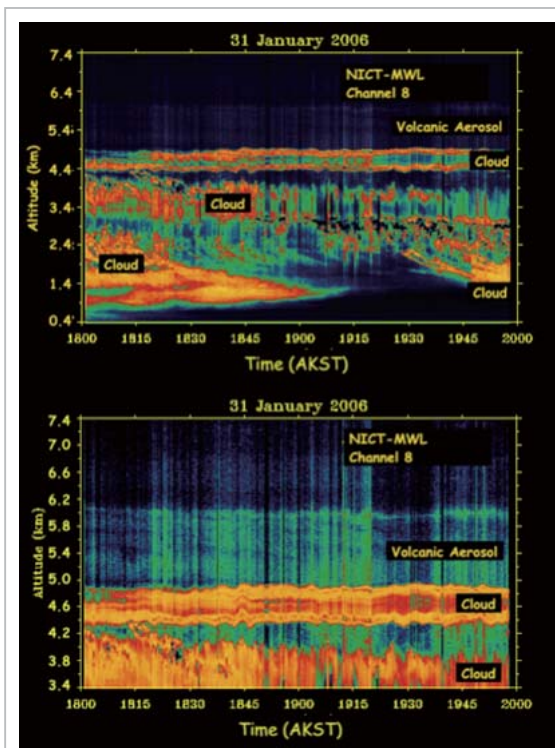 31 January 2006
NICT-MWL
Channel 8
Volcanic Aerosol
Cloud
Cloud
Cloud
Cloud
Altitude (km)
7.4
6.4
5.4
4.4
3.4
2.4
1.4
0.4
1800 1815 1830 1845 1900 1915 1930 1945 2000
Time (AKST)
31 January 2006
NICT-MWL
Channel 8
Volcanic Aerosol
Cloud
Cloud
Altitude (km)
7.4
7.0
6.6
6.2
5.8
5.4
5.0
4.6
4.2
3.8
3.4
1800 1815 1830 1845 1900 1915 1930 1945 2000
Time (AKST)